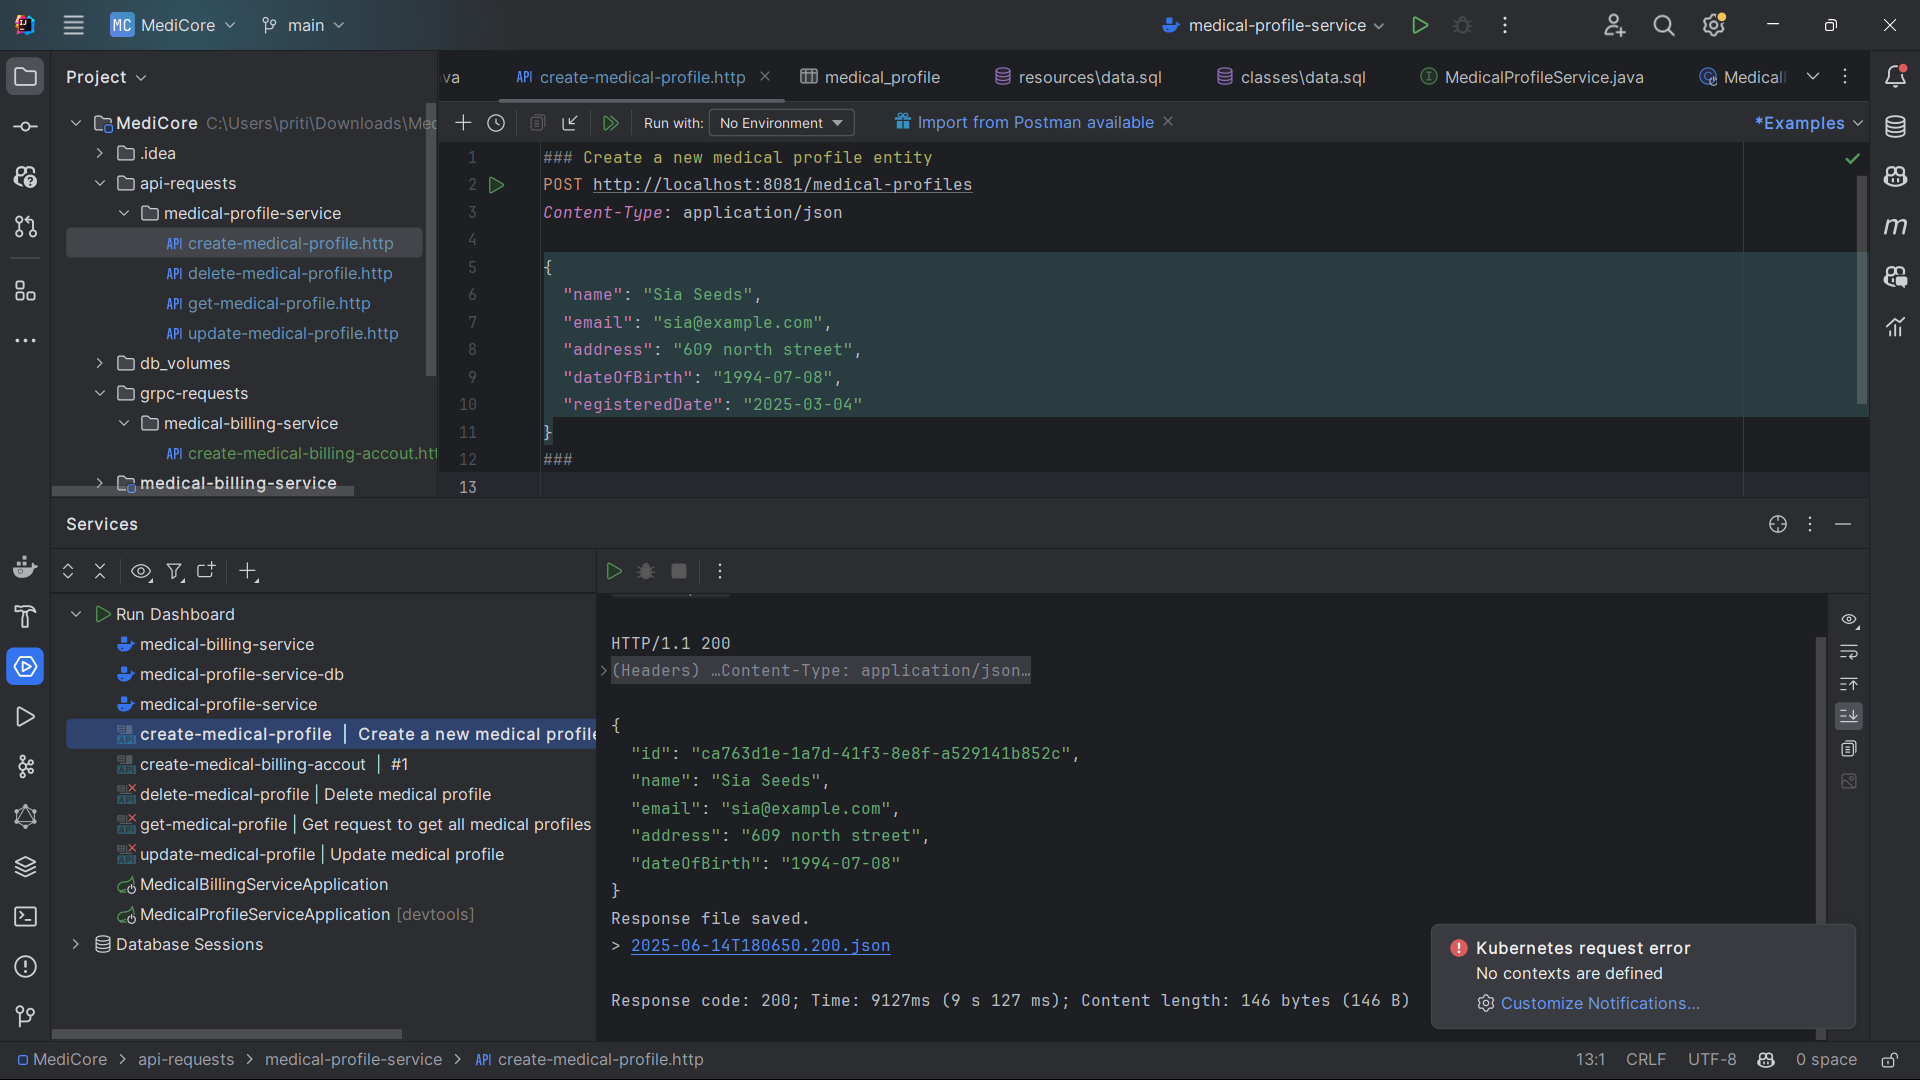 MC MediCore main medical-profile-service
Project
va API create-medical-profile.http medical_profile resources\data.sql classes\data.sql MedicalProfileService.java Medical
MediCore C:\Users\priti\Downloads\Med
.idea
api-requests
medical-profile-service
API create-medical-profile.http
API delete-medical-profile.http
API get-medical-profile.http
API update-medical-profile.http
db_volumes
grpc-requests
medical-billing-service
API create-medical-billing-accout.htt
medical-billing-service
Run with: No Environment Import from Postman available *Examples
1 ### Create a new medical profile entity
2 POST http://localhost:8081/medical-profiles
3 Content-Type: application/json
4
5 {
6 "name": "Sia Seeds",
7 "email": "sia@example.com",
8 "address": "609 north street",
9 "dateOfBirth": "1994-07-08",
10 "registeredDate": "2025-03-04"
11 }
12 ###
13
Services
Run Dashboard
medical-billing-service
medical-profile-service-db
medical-profile-service
create-medical-profile | Create a new medical profile
create-medical-billing-accout | #1
delete-medical-profile | Delete medical profile
get-medical-profile | Get request to get all medical profiles
update-medical-profile | Update medical profile
MedicalBillingServiceApplication
MedicalProfileServiceApplication [devtools]
Database Sessions
HTTP/1.1 200
(Headers) …Content-Type: application/json…
{
"id": "ca763d1e-1a7d-41f3-8e8f-a529141b852c",
"name": "Sia Seeds",
"email": "sia@example.com",
"address": "609 north street",
"dateOfBirth": "1994-07-08"
}
Response file saved.
> 2025-06-14T180650.200.json
Response code: 200; Time: 9127ms (9 s 127 ms); Content length: 146 bytes (146 B)
Kubernetes request error
No contexts are defined
Customize Notifications...
MediCore > api-requests > medical-profile-service > API create-medical-profile.http
13:1 CRLF UTF-8 0 space